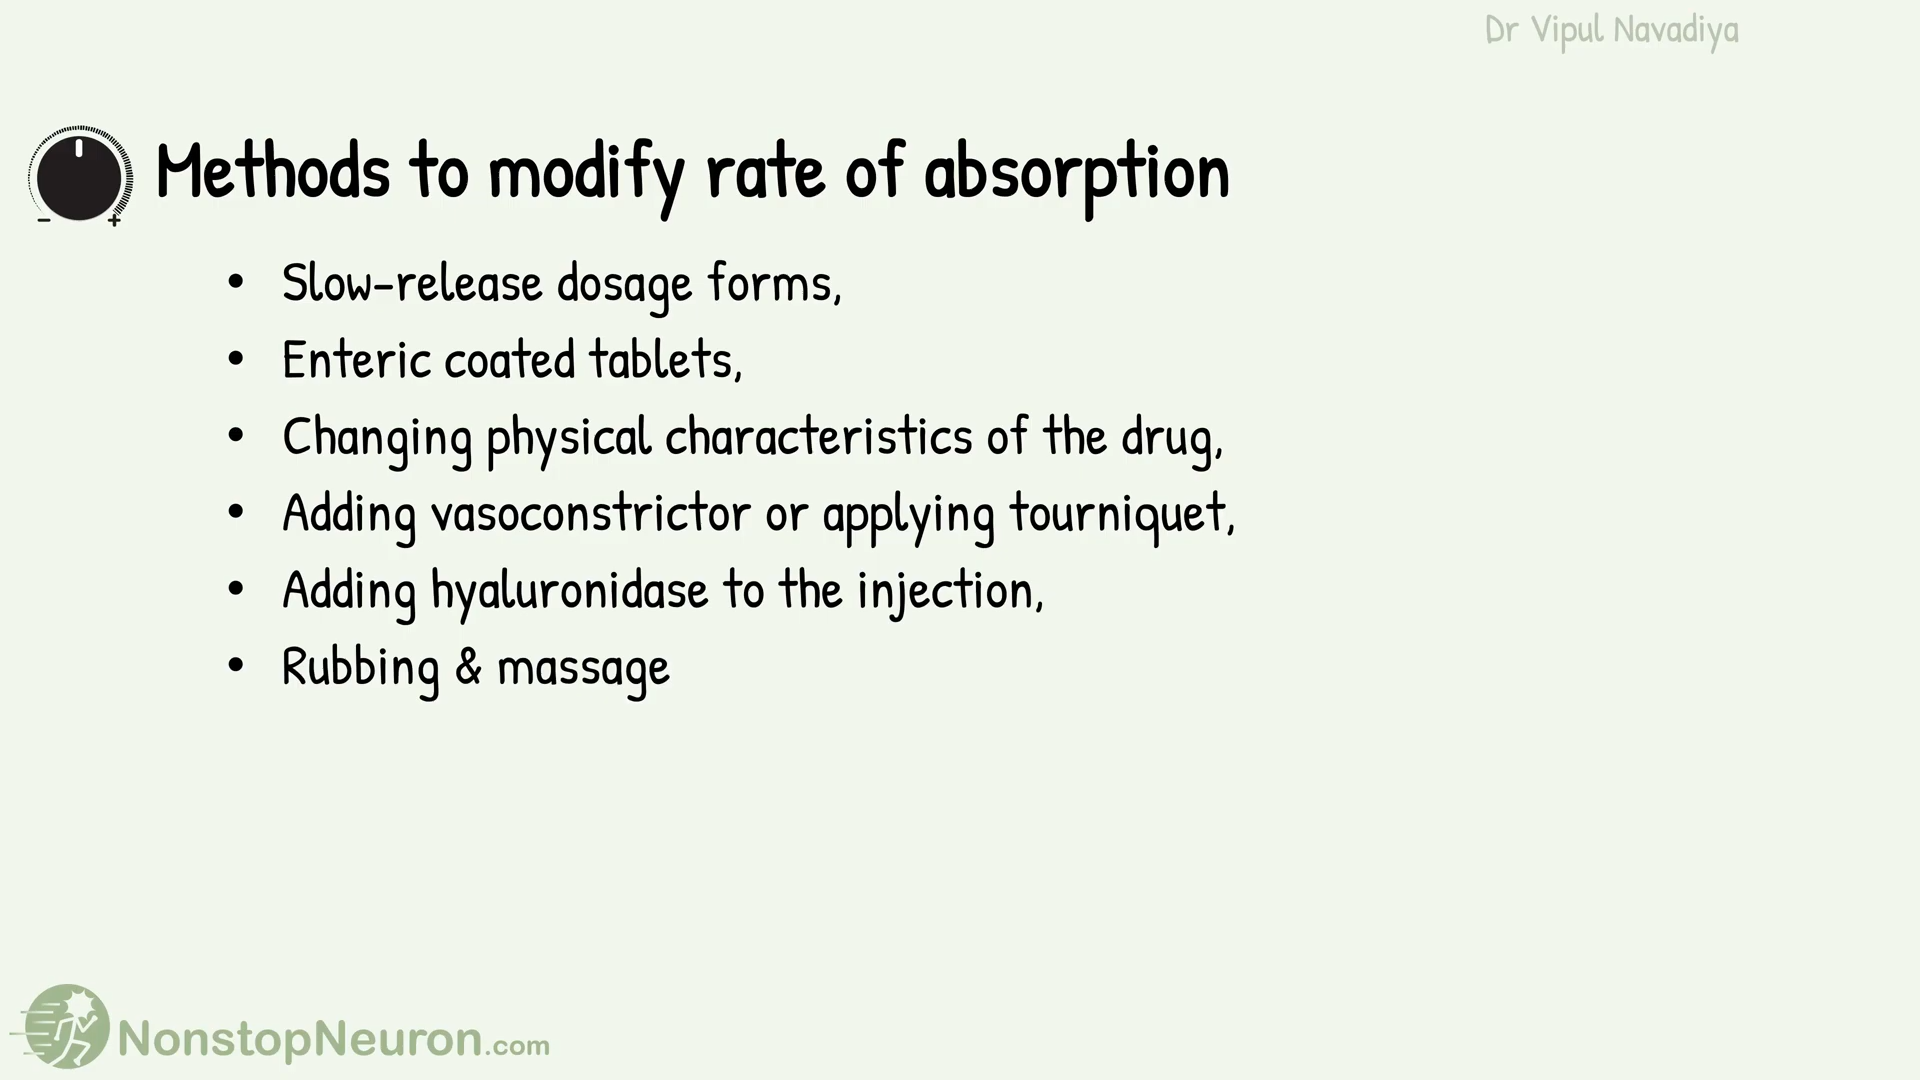 Dr Vipul Navadiya
Methods to modify rate of absorption
- +
• Slow-release dosage forms,
• Enteric coated tablets,
• Changing physical characteristics of the drug,
• Adding vasoconstrictor or applying tourniquet,
• Adding hyaluronidase to the injection,
• Rubbing & massage
NonstopNeuron.com